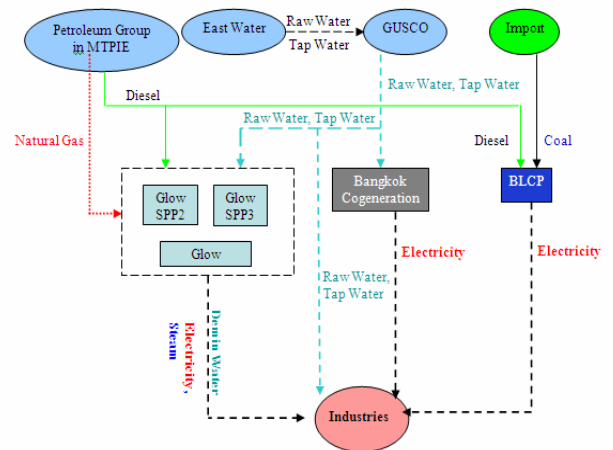 Petroleum Group
in MTPIE
East Water
Raw Water
Tap Water
GUSCO
Import
Raw Water, Tap Water
Diesel
Raw Water, Tap Water
Natural Gas
Diesel
Coal
Glow
SPP2
Glow
SPP3
Glow
Bangkok
Cogeneration
BLCP
Electricity
Electricity
Raw Water,
Tap Water
Demin Water
Electricity,
Steam
Industries